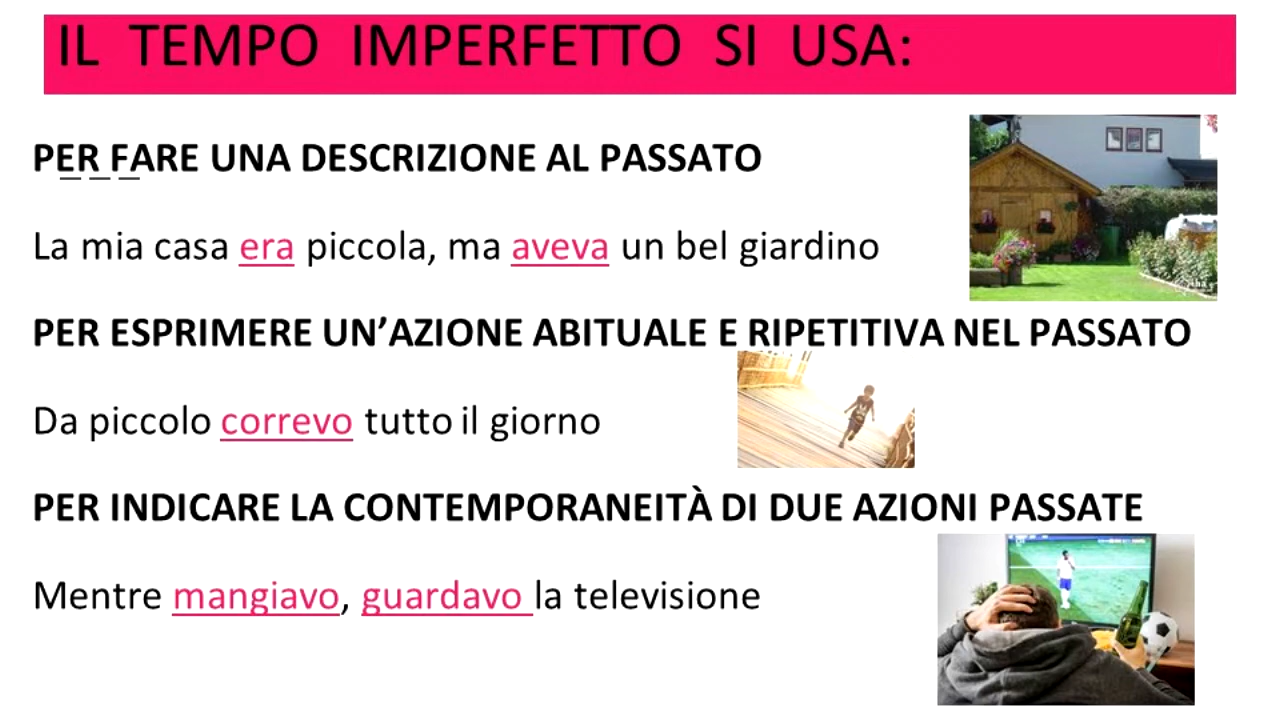 IL TEMPO IMPERFETTO SI USA:
PER FARE UNA DESCRIZIONE AL PASSATO
La mia casa era piccola, ma aveva un bel giardino
PER ESPRIMERE UN’AZIONE ABITUALE E RIPETITIVA NEL PASSATO
Da piccolo correvo tutto il giorno
PER INDICARE LA CONTEMPORANEITÀ DI DUE AZIONI PASSATE
Mentre mangiavo, guardavo la televisione